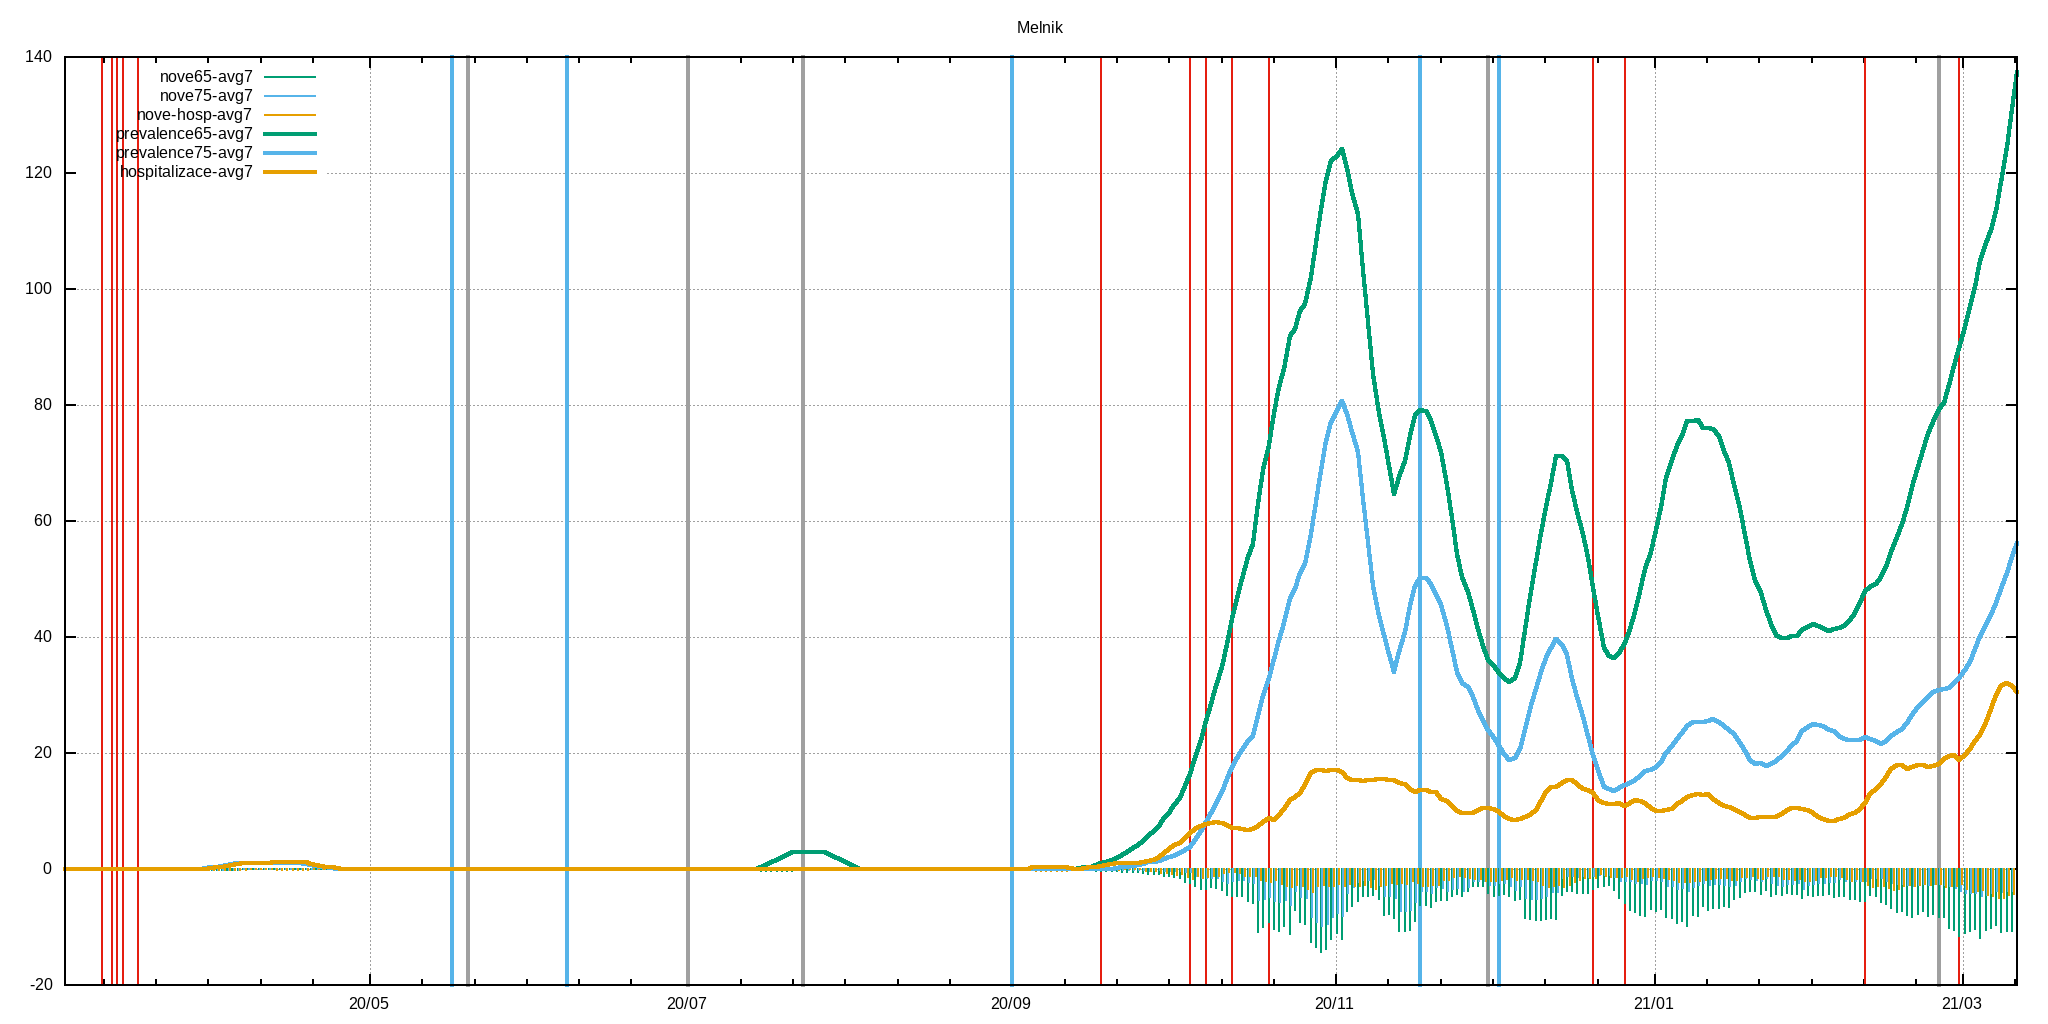 Melnik
140
120
100
80
60
40
20
0
-20
nove65-avg7
nove75-avg7
nove-hosp-avg7
prevalence65-avg7
prevalence75-avg7
hospitalizace-avg7
20/05
20/07
20/09
20/11
21/01
21/03